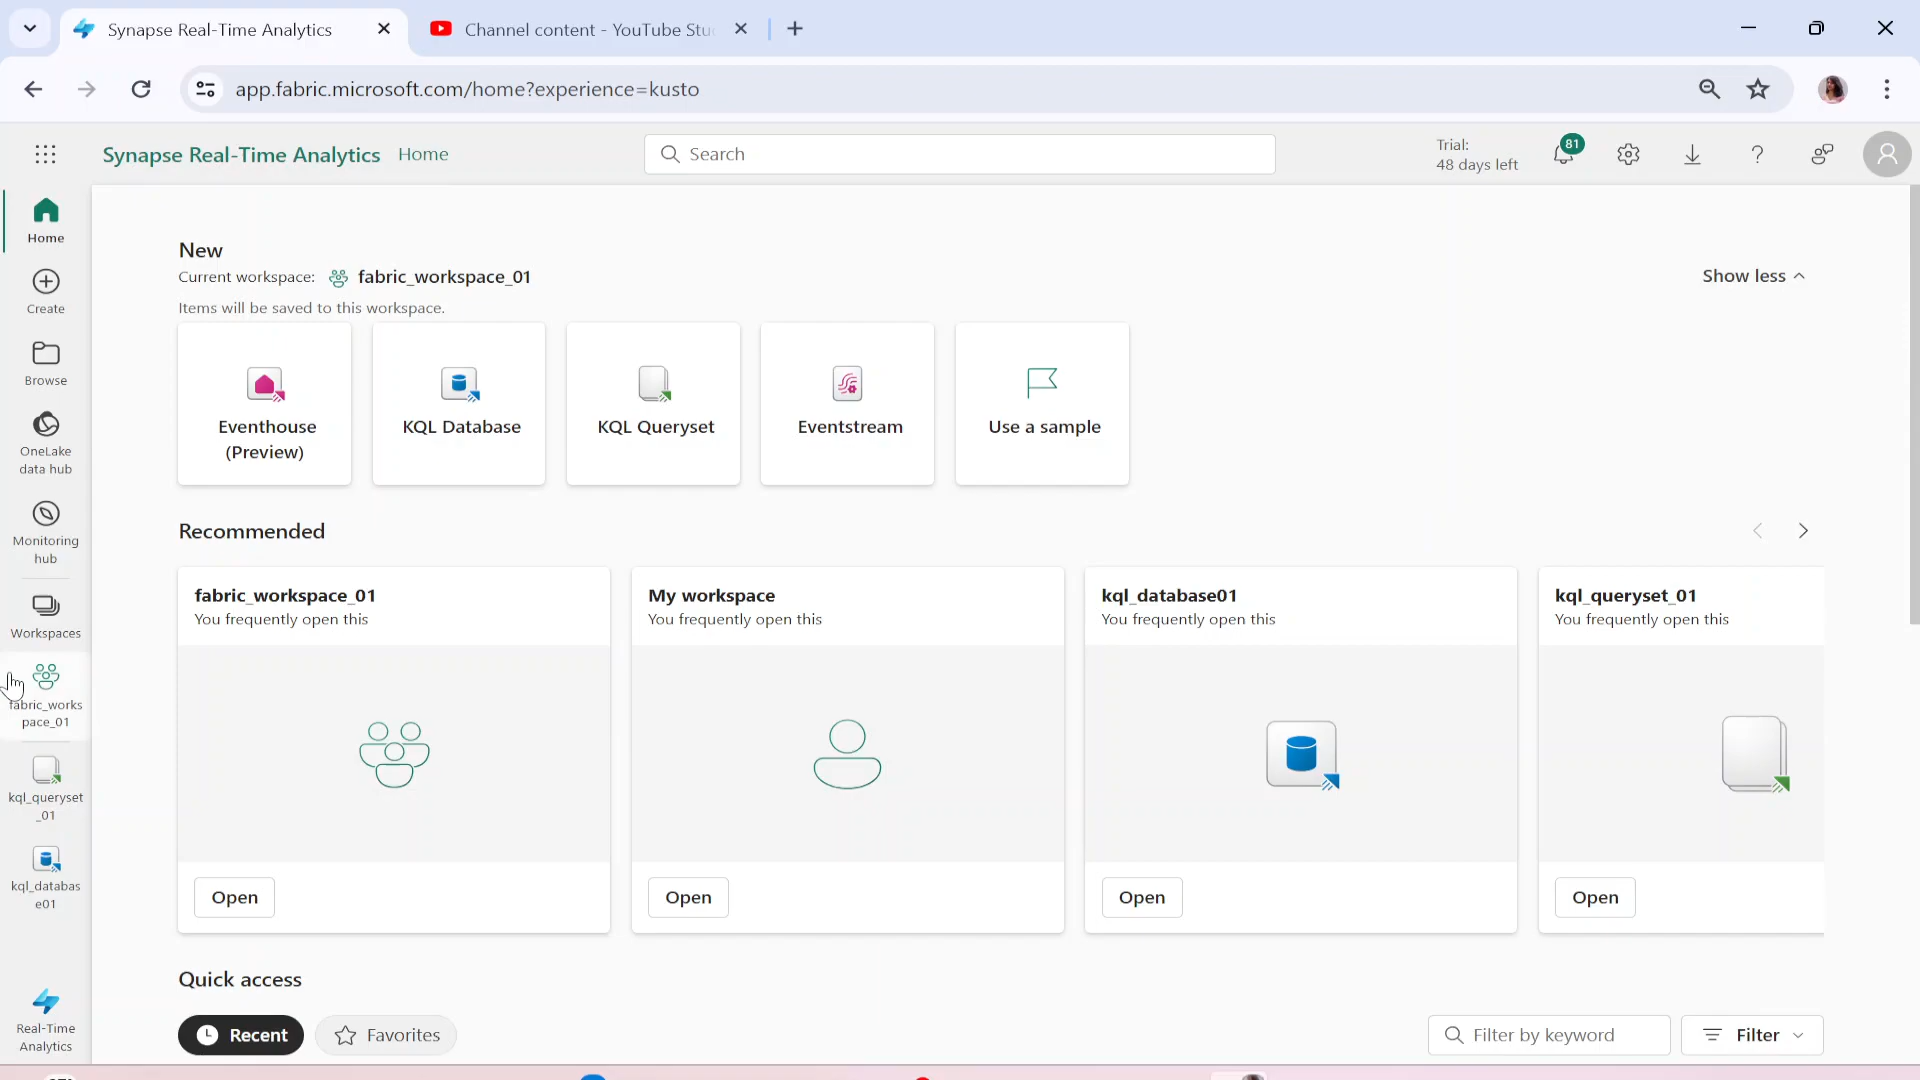 Synapse Real-Time Analytics
Channel content - YouTube Stu
app.fabric.microsoft.com/home?experience=kusto
Synapse Real-Time Analytics Home
Search
Trial:
48 days left
81
Home
Create
Browse
OneLake
data hub
Monitoring
hub
Workspaces
fabric_works
pace_01
kql_queryset
_01
kql_databas
e01
Real-Time
Analytics
New
Current workspace: fabric_workspace_01
Items will be saved to this workspace.
Show less
Eventhouse
(Preview)
KQL Database
KQL Queryset
Eventstream
Use a sample
Recommended
fabric_workspace_01
You frequently open this
Open
My workspace
You frequently open this
Open
kql_database01
You frequently open this
Open
kql_queryset_01
You frequently open this
Open
Quick access
Recent
Favorites
Filter by keyword
Filter